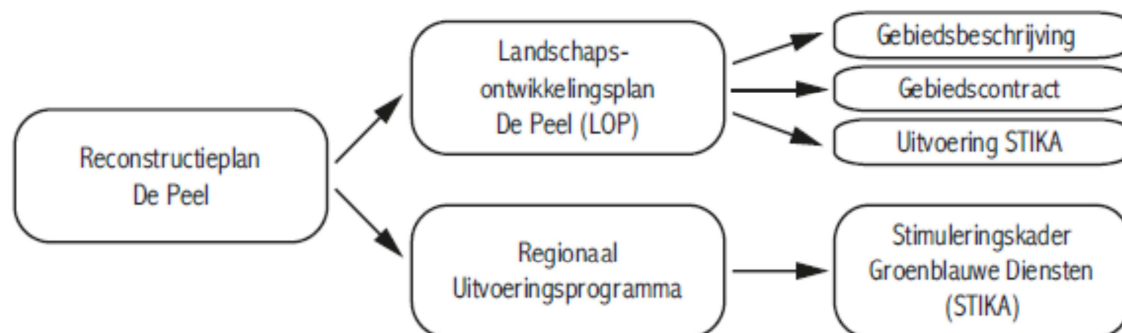 Reconstructieplan
De Peel
Landschaps-
ontwikkelingsplan
De Peel (LOP)
Regionaal
Uitvoeringsprogramma
Gebiedsbeschrijving
Gebiedscontract
Uitvoering STIKA
Stimuleringskader
Groenblauwe Diensten
(STIKA)